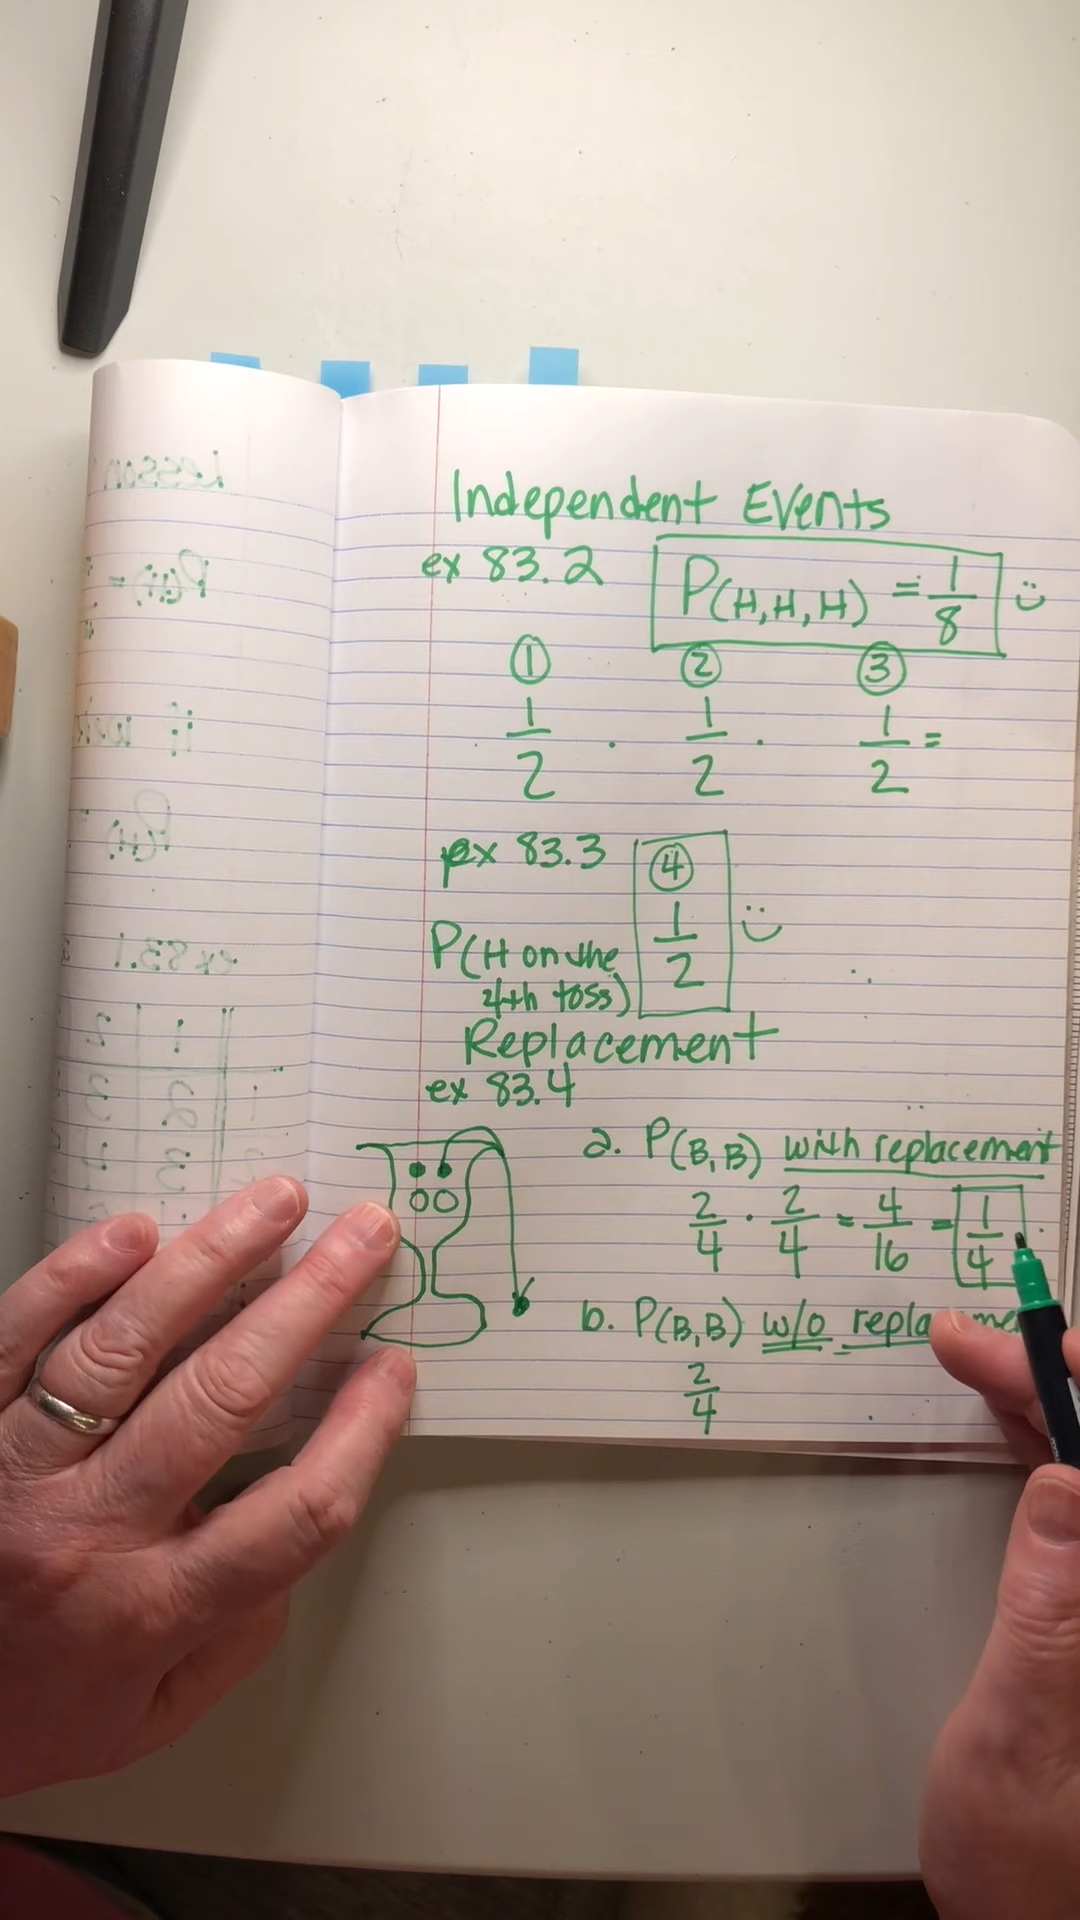 Independent Events
ex 83.2
P(H,H,H) = 1/8
① ② ③
1/2 · 1/2 · 1/2 =
ex 83.3
④
P(H on the 4th toss)
1/2
Replacement
ex 83.4
a. P(B,B) with replacement
2/4 · 2/4 = 4/16 = 1/4
b. P(B,B) w/o
2/4